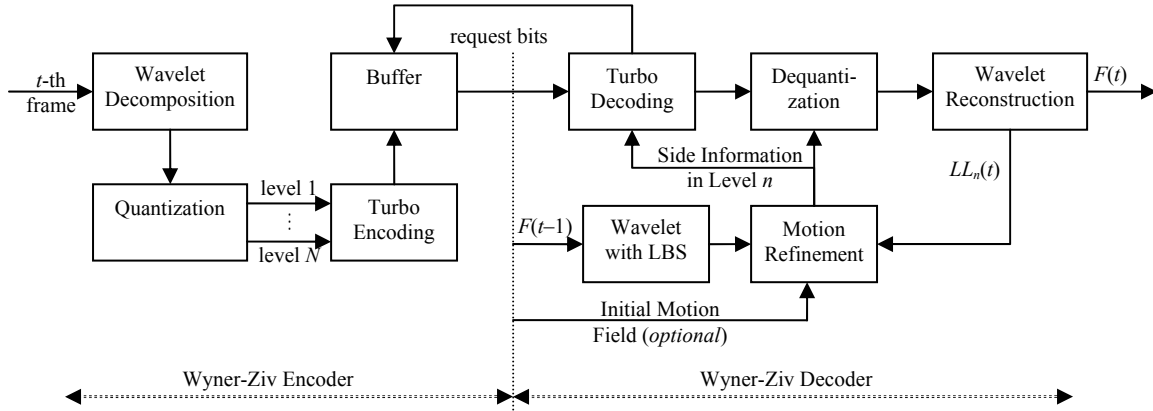 request bits
t-th
frame
Wavelet
Decomposition
Buffer
Turbo
Decoding
Dequanti-
zation
Wavelet
Reconstruction
F(t)
Side Information
in Level n
LLn(t)
Quantization
level 1
⋮
level N
Turbo
Encoding
F(t–1)
Wavelet
with LBS
Motion
Refinement
Initial Motion
Field (optional)
Wyner-Ziv Encoder
Wyner-Ziv Decoder